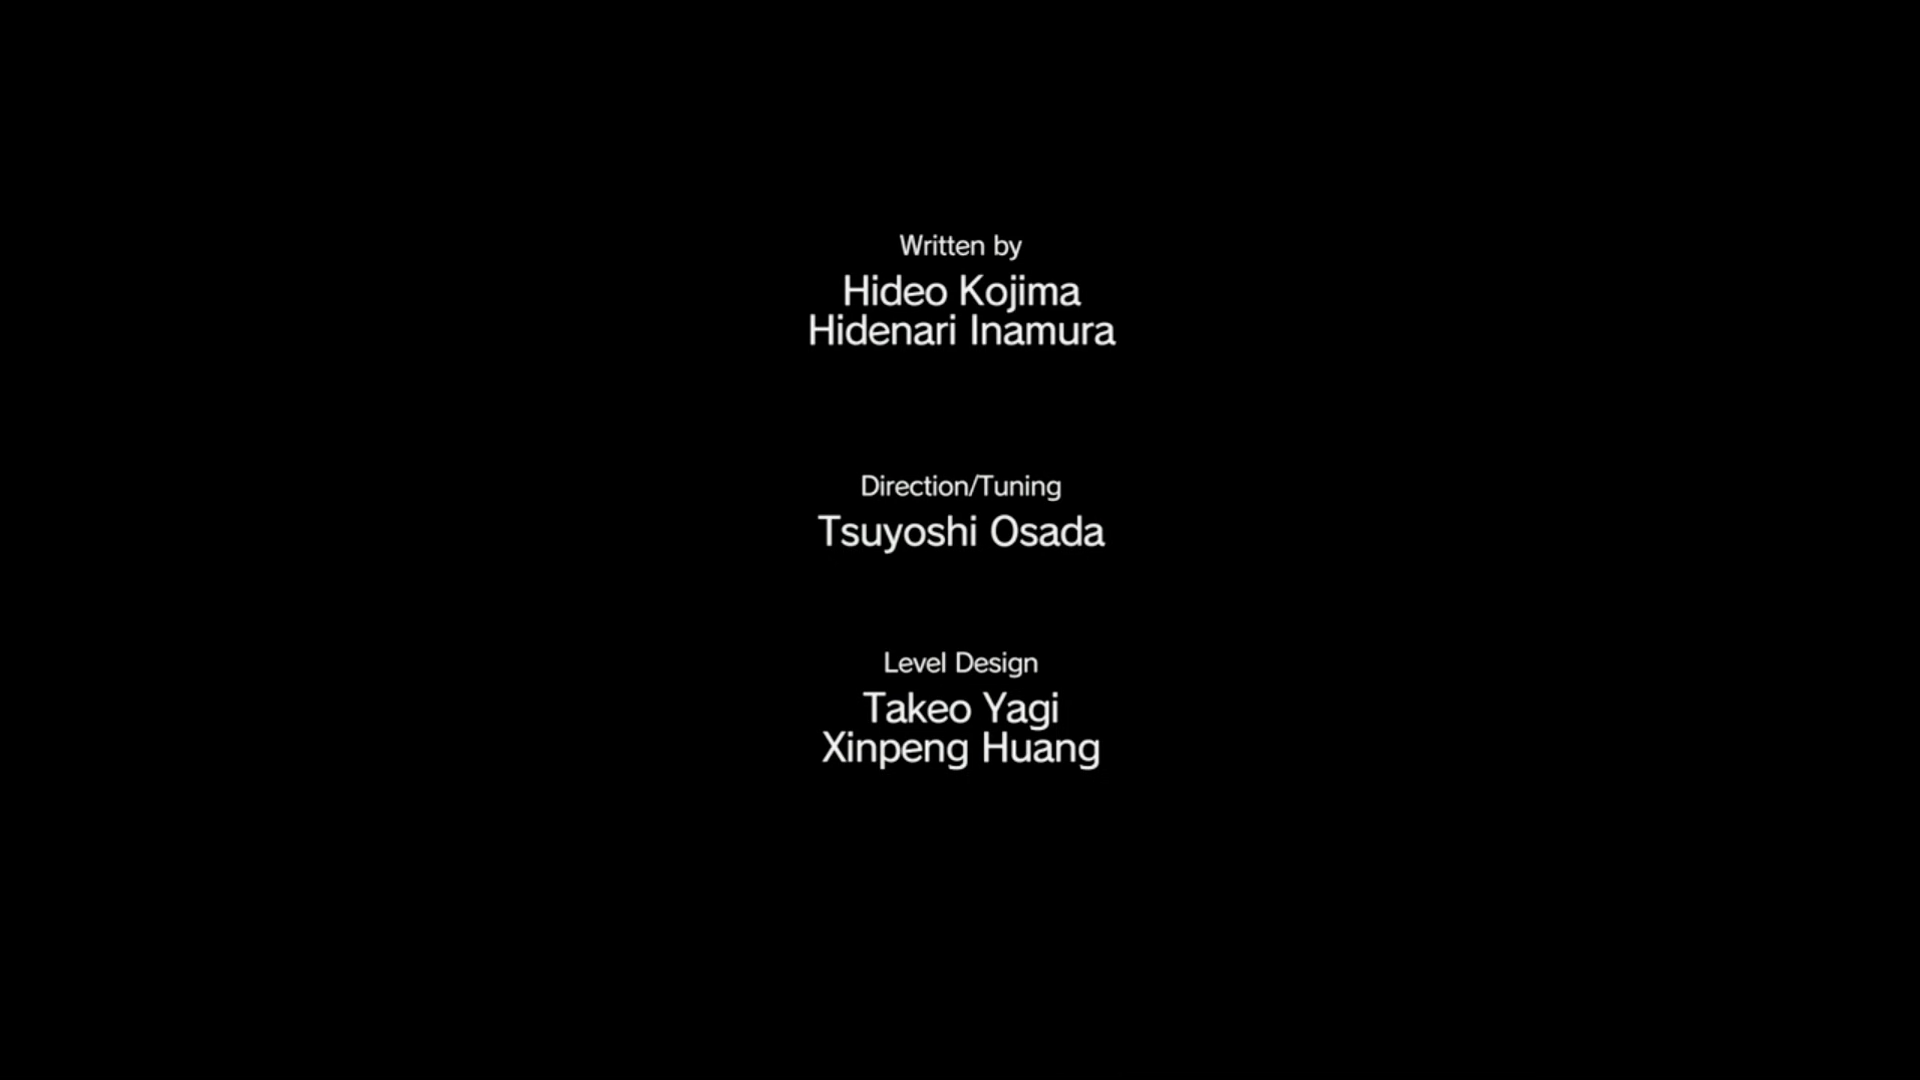 Written by
Hideo Kojima
Hidenari Inamura
Direction/Tuning
Tsuyoshi Osada
Level Design
Takeo Yagi
Xinpeng Huang